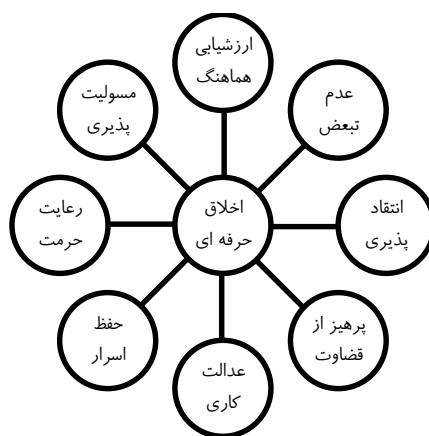 ارزشیابی
هماهنگ
عدم
تبعض
مسولیت
پذیری
انتقاد
پذیری
اخلاق
حرفه ای
رعایت
حرمت
پرهیز از
قضاوت
حفظ
اسرار
عدالت
کاری